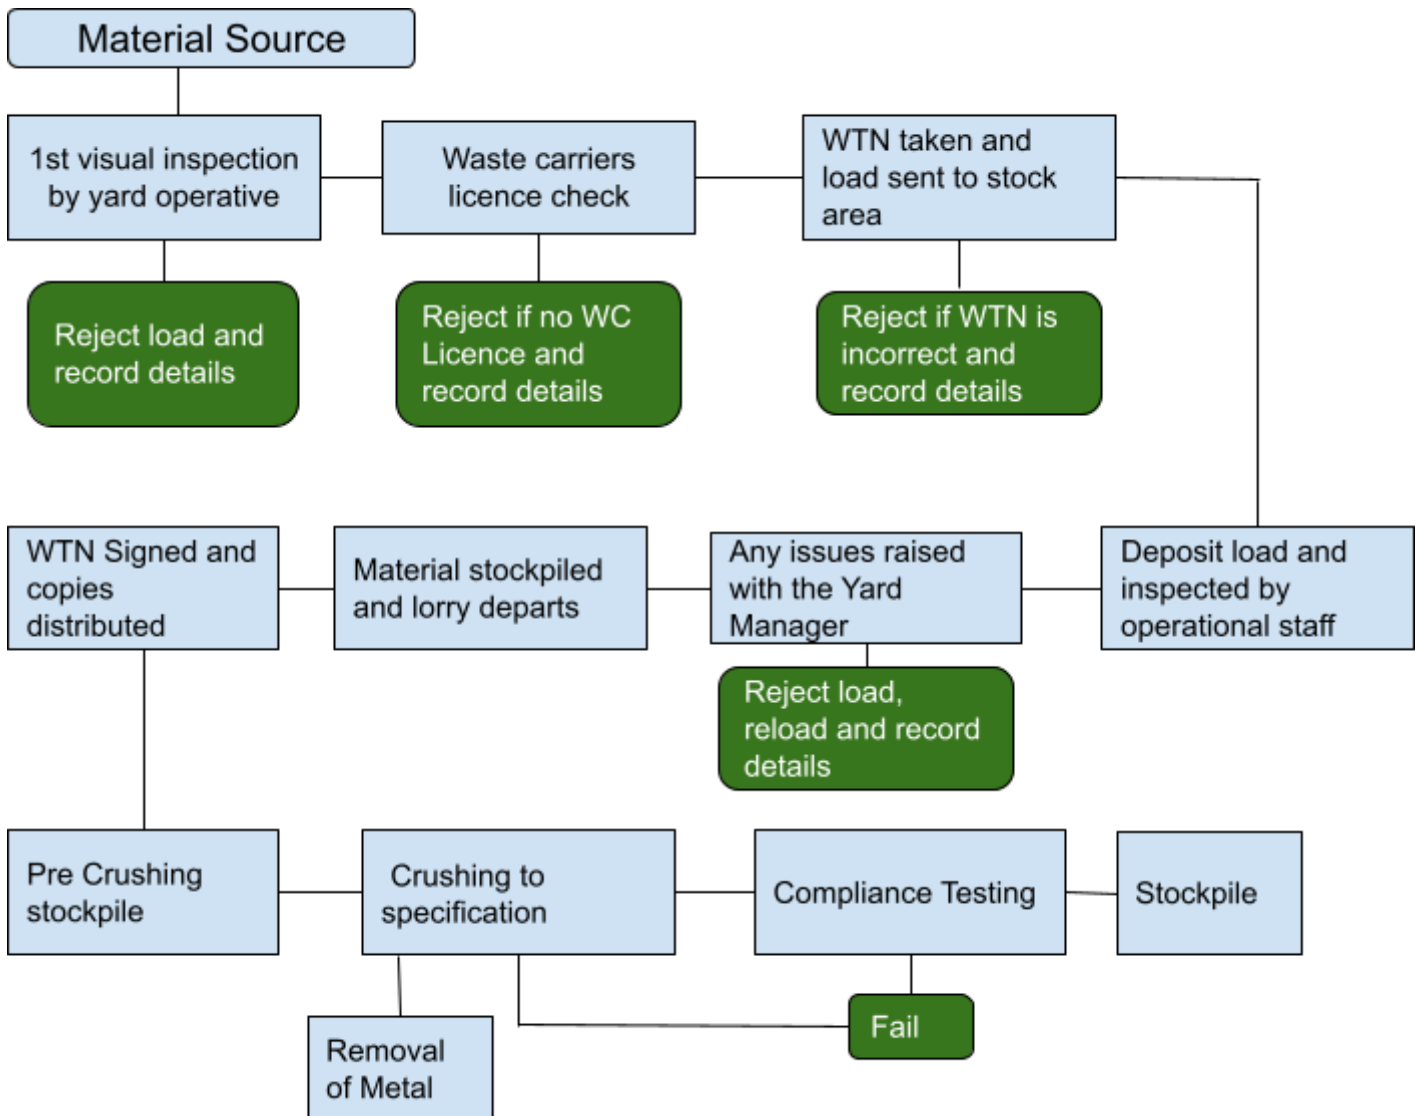 Material Source
1st visual inspection
by yard operative
Waste carriers
licence check
WTN taken and
load sent to stock
area
Reject load and
record details
Reject if no WC
Licence and
record details
Reject if WTN is
incorrect and
record details
WTN Signed and
copies
distributed
Material stockpiled
and lorry departs
Any issues raised
with the Yard
Manager
Deposit load and
inspected by
operational staff
Reject load,
reload and record
details
Pre Crushing
stockpile
Crushing to
specification
Compliance Testing
Stockpile
Removal
of Metal
Fail